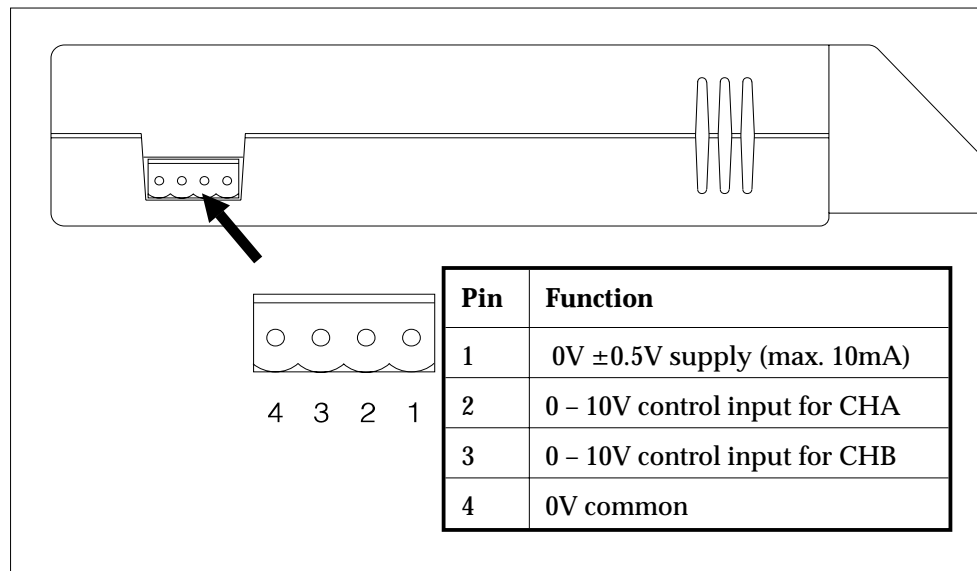 Pin Function
1 0V ±0.5V supply (max. 10mA)
2 0 – 10V control input for CHA
3 0 – 10V control input for CHB
4 0V common
4 3 2 1